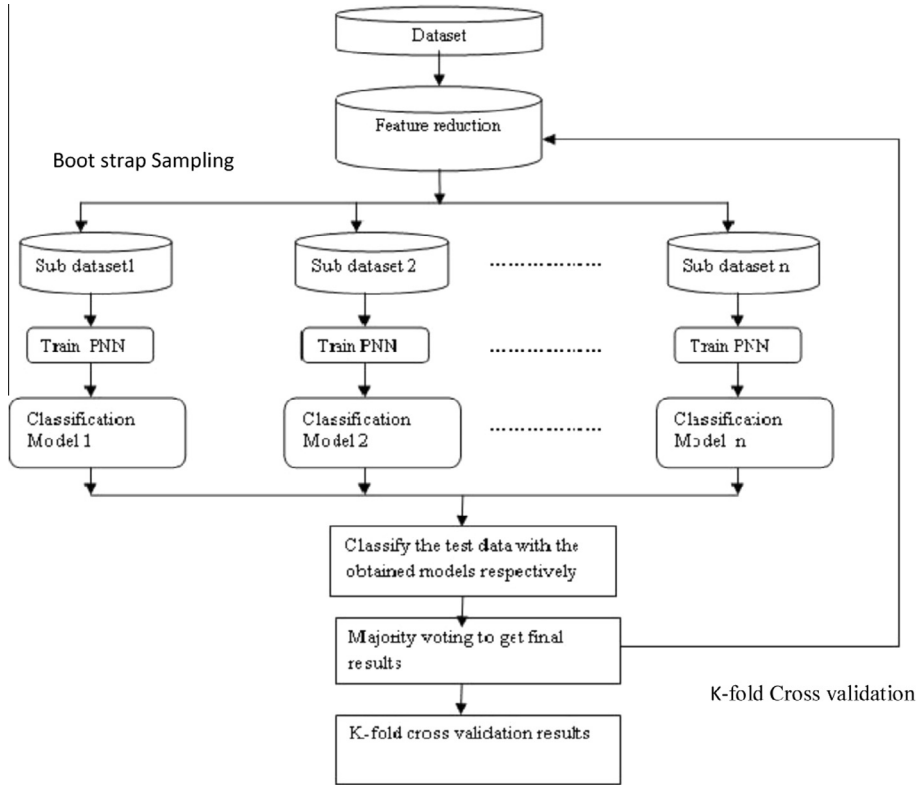 Dataset
Feature reduction
Boot strap Sampling
Sub dataset1
Sub dataset 2
..................
Sub dataset n
Train PNN
Train PNN
..................
Train PNN
Classification
Model 1
Classification
Model 2
..................
Classification
Model n
Classify the test data with the
obtained models respectively
Majority voting to get final
results
K-fold Cross validation
K-fold cross validation results